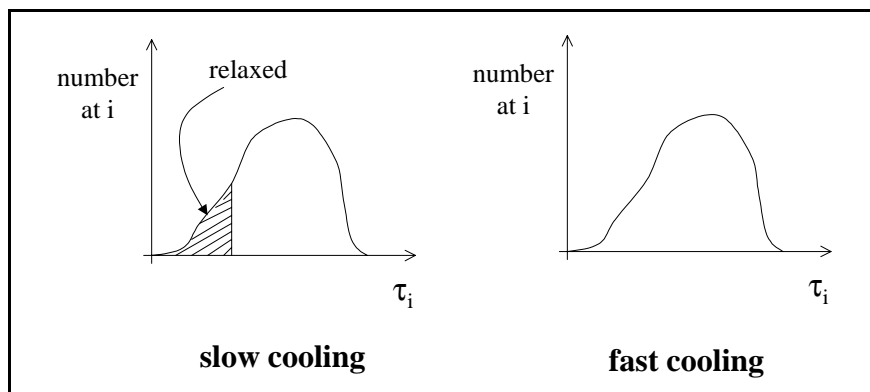 number
at i
relaxed
τi
slow cooling
number
at i
τi
fast cooling